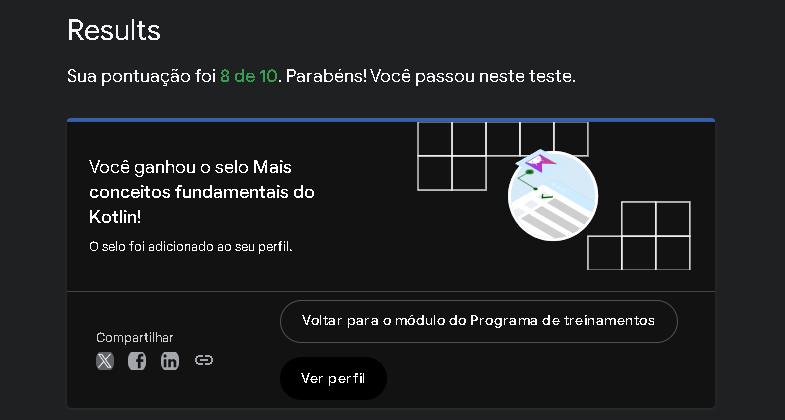 Results
Sua pontuação foi 8 de 10. Parabéns! Você passou neste teste.
Você ganhou o selo Mais
conceitos fundamentais do
Kotlin!
O selo foi adicionado ao seu perfil.
Compartilhar
Voltar para o módulo do Programa de treinamentos
Ver perfil